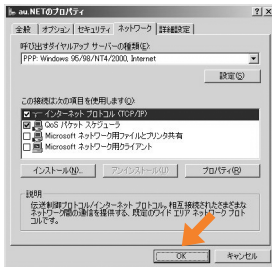 au.NETのプロパティ
全般 オプション セキュリティ ネットワーク 詳細設定
呼び出すダイヤルアップ サーバーの種類(E):
PPP: Windows 95/98/NT4/2000, Internet
設定(S)
この接続は次の項目を使用します(O):
インターネット プロトコル (TCP/IP)
QoS パケット スケジューラ
Microsoft ネットワーク用ファイルとプリンタ共有
Microsoft ネットワーク用クライアント
インストール(N)... アンインストール(U) プロパティ(R)
説明
伝送制御プロトコル/インターネット プロトコル。相互接続されたさまざまな
ネットワーク間の通信を提供する、既定のワイド エリア ネットワーク プロト
コルです。
OK キャンセル